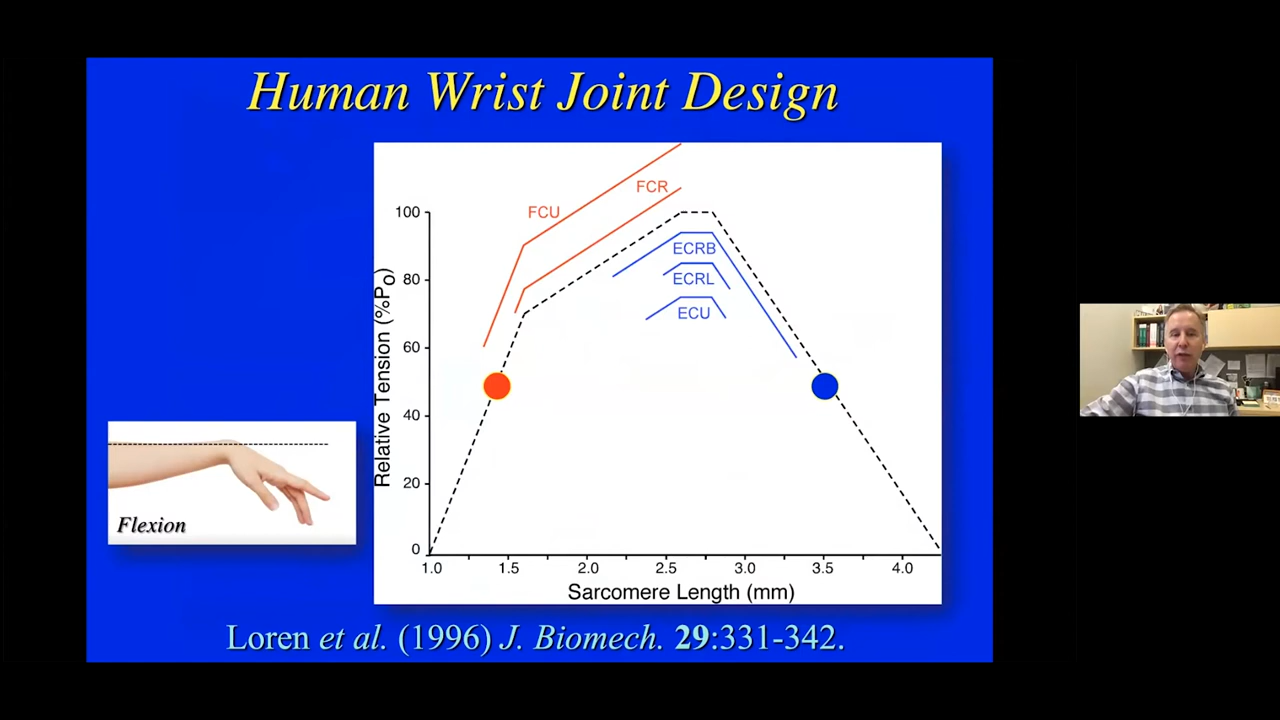 Human Wrist Joint Design
FCU
FCR
ECRB
ECRL
ECU
Relative Tension (%Po)
100
80
60
40
20
0
1.0 1.5 2.0 2.5 3.0 3.5 4.0
Sarcomere Length (mm)
Flexion
Loren et al. (1996) J. Biomech. 29:331-342.